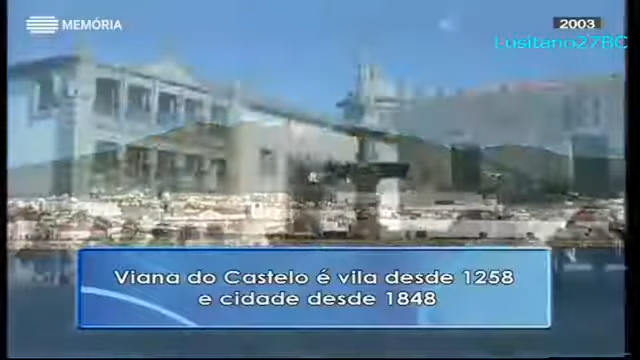 MEMÓRIA
2003
Lusitano27BC
Viana do Castelo é vila desde 1258
e cidade desde 1848